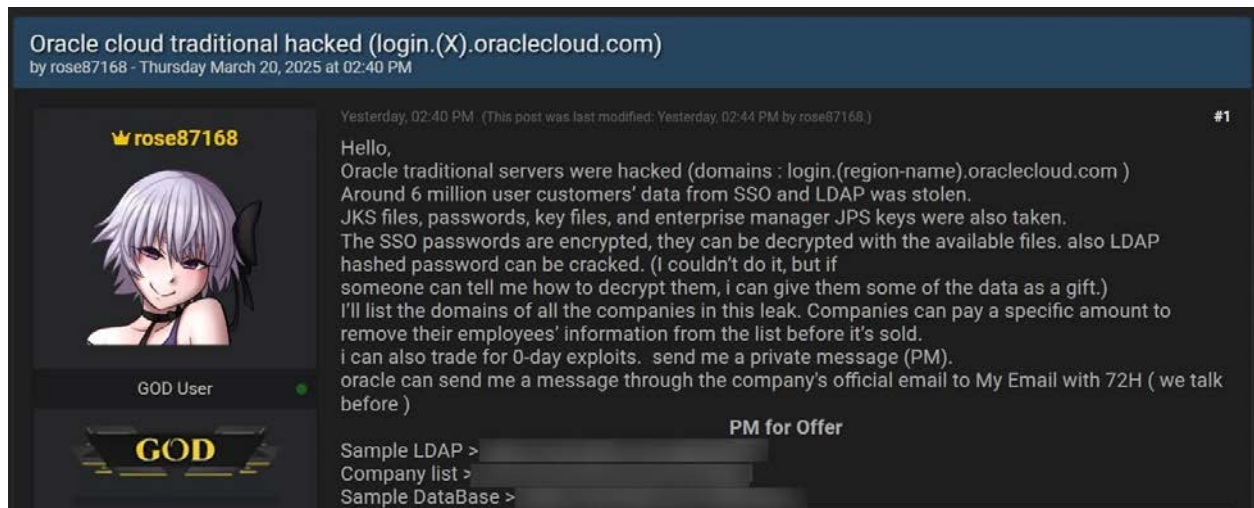 Oracle cloud traditional hacked (login.(X).oraclecloud.com)
by rose87168 - Thursday March 20, 2025 at 02:40 PM
rose87168
GOD User
GOD
Yesterday, 02:40 PM (This post was last modified: Yesterday, 02:44 PM by rose87168.)
#1
Hello,
Oracle traditional servers were hacked (domains : login.(region-name).oraclecloud.com )
Around 6 million user customers' data from SSO and LDAP was stolen.
JKS files, passwords, key files, and enterprise manager JPS keys were also taken.
The SSO passwords are encrypted, they can be decrypted with the available files. also LDAP
hashed password can be cracked. (I couldn't do it, but if
someone can tell me how to decrypt them, i can give them some of the data as a gift.)
I'll list the domains of all the companies in this leak. Companies can pay a specific amount to
remove their employees' information from the list before it's sold.
i can also trade for 0-day exploits. send me a private message (PM).
oracle can send me a message through the company's official email to My Email with 72H ( we talk
before )
PM for Offer
Sample LDAP >
Company list >
Sample DataBase >